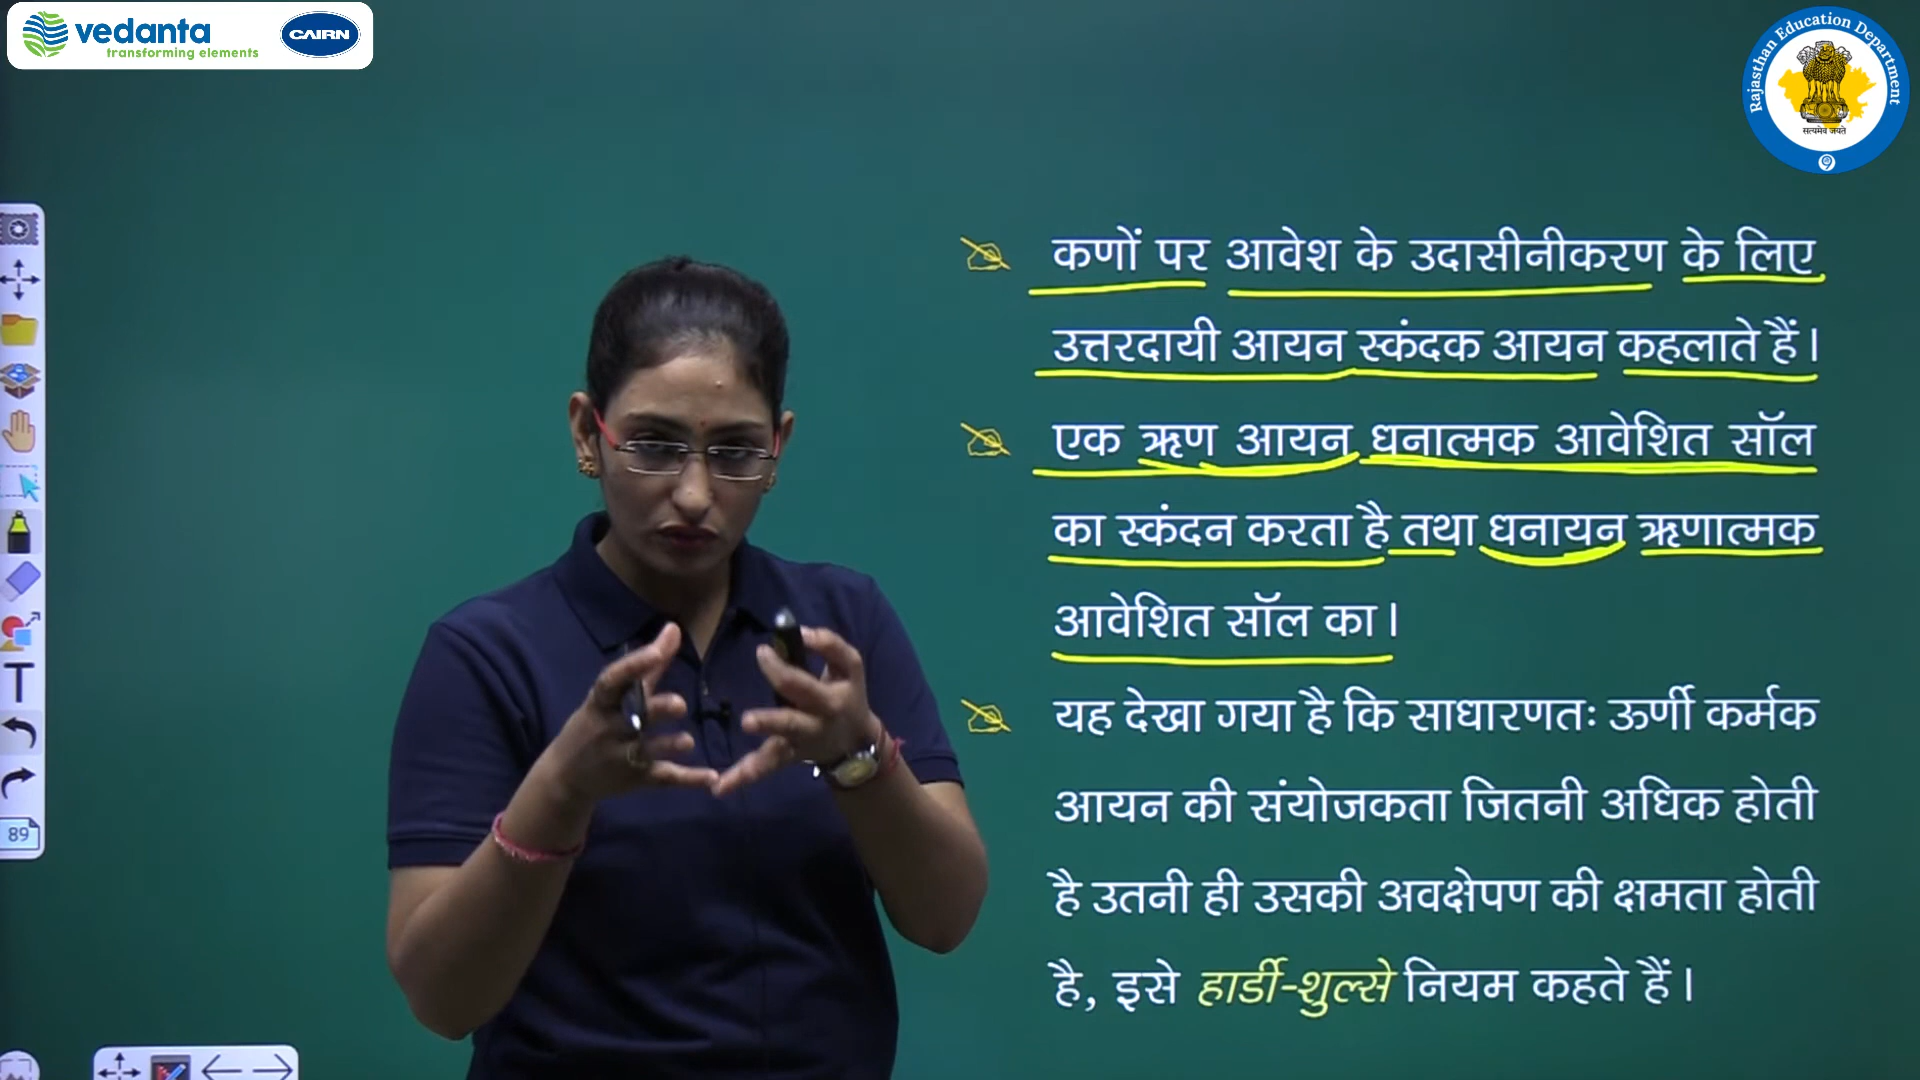 vedanta
transforming elements
CAIRN
Rajasthan Education Department
सत्यमेव जयते
कणों पर आवेश के उदासीनीकरण के लिए
उत्तरदायी आयन स्कंदक आयन कहलाते हैं।
एक ऋण आयन धनात्मक आवेशित सॉल
का स्कंदन करता है तथा धनायन ऋणात्मक
आवेशित सॉल का।
यह देखा गया है कि साधारणतः ऊर्णी कर्मक
आयन की संयोजकता जितनी अधिक होती
है उतनी ही उसकी अवक्षेपण की क्षमता होती
है, इसे हार्डी-शुल्से नियम कहते हैं।
T
89